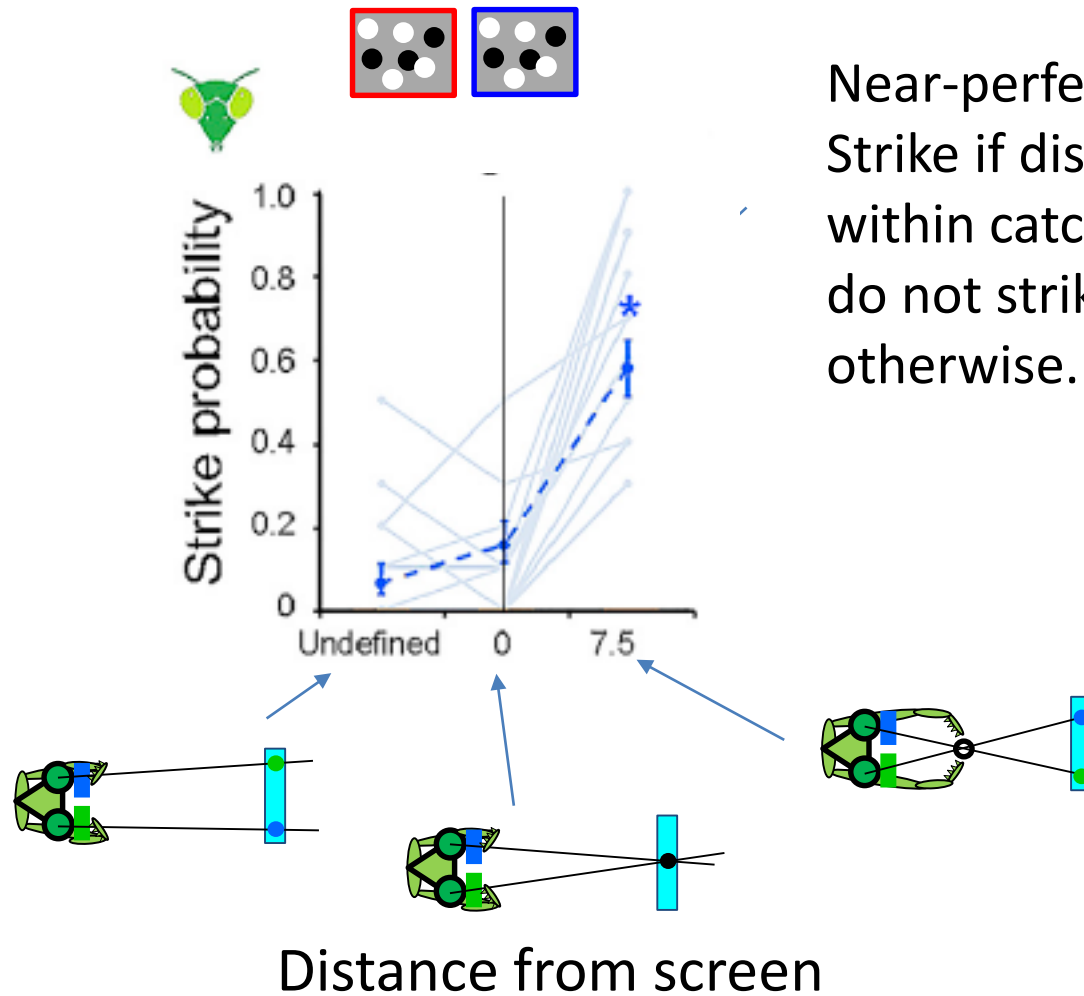 Near-perfe
Strike if dis
within catc
do not strik
otherwise.
Strike probability
1.0
0.8
0.6
0.4
0.2
0
*
Undefined 0 7.5
Distance from screen